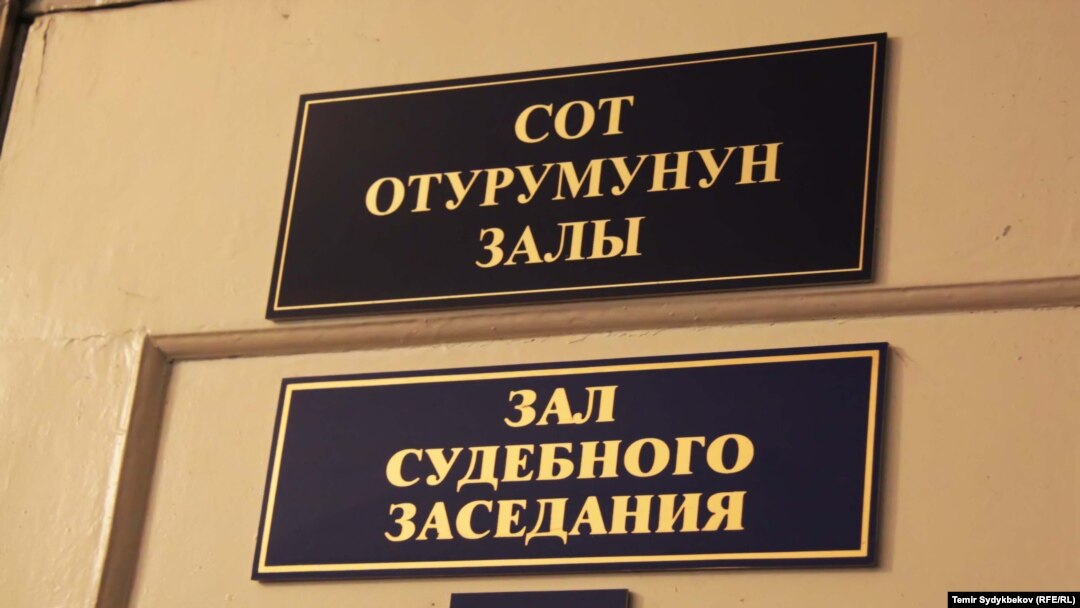 СОТ
ОТУРУМУНУН
ЗАЛЫ
ЗАЛ
СУДЕБНОГО
ЗАСЕДАНИЯ
Temir Sydykbekov (RFE/RL)